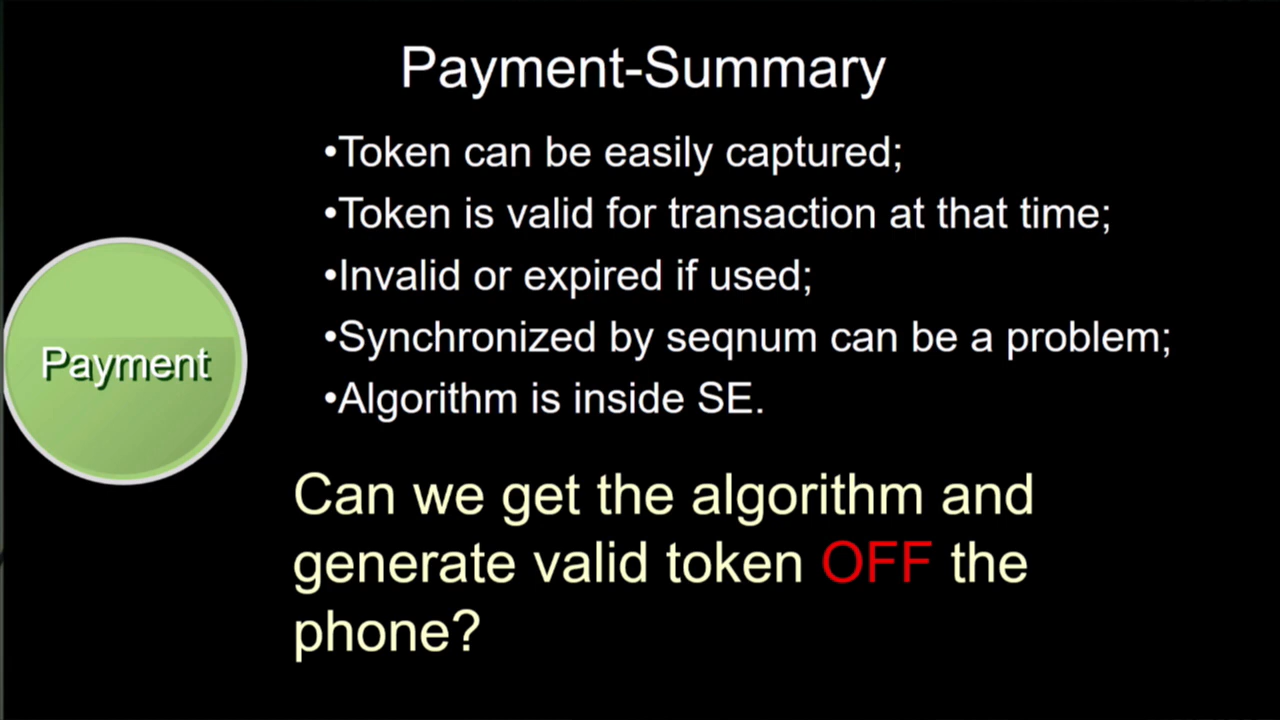 Payment-Summary
•Token can be easily captured;
•Token is valid for transaction at that time;
•Invalid or expired if used;
•Synchronized by seqnum can be a problem;
•Algorithm is inside SE.
Payment
Can we get the algorithm and
generate valid token OFF the
phone?